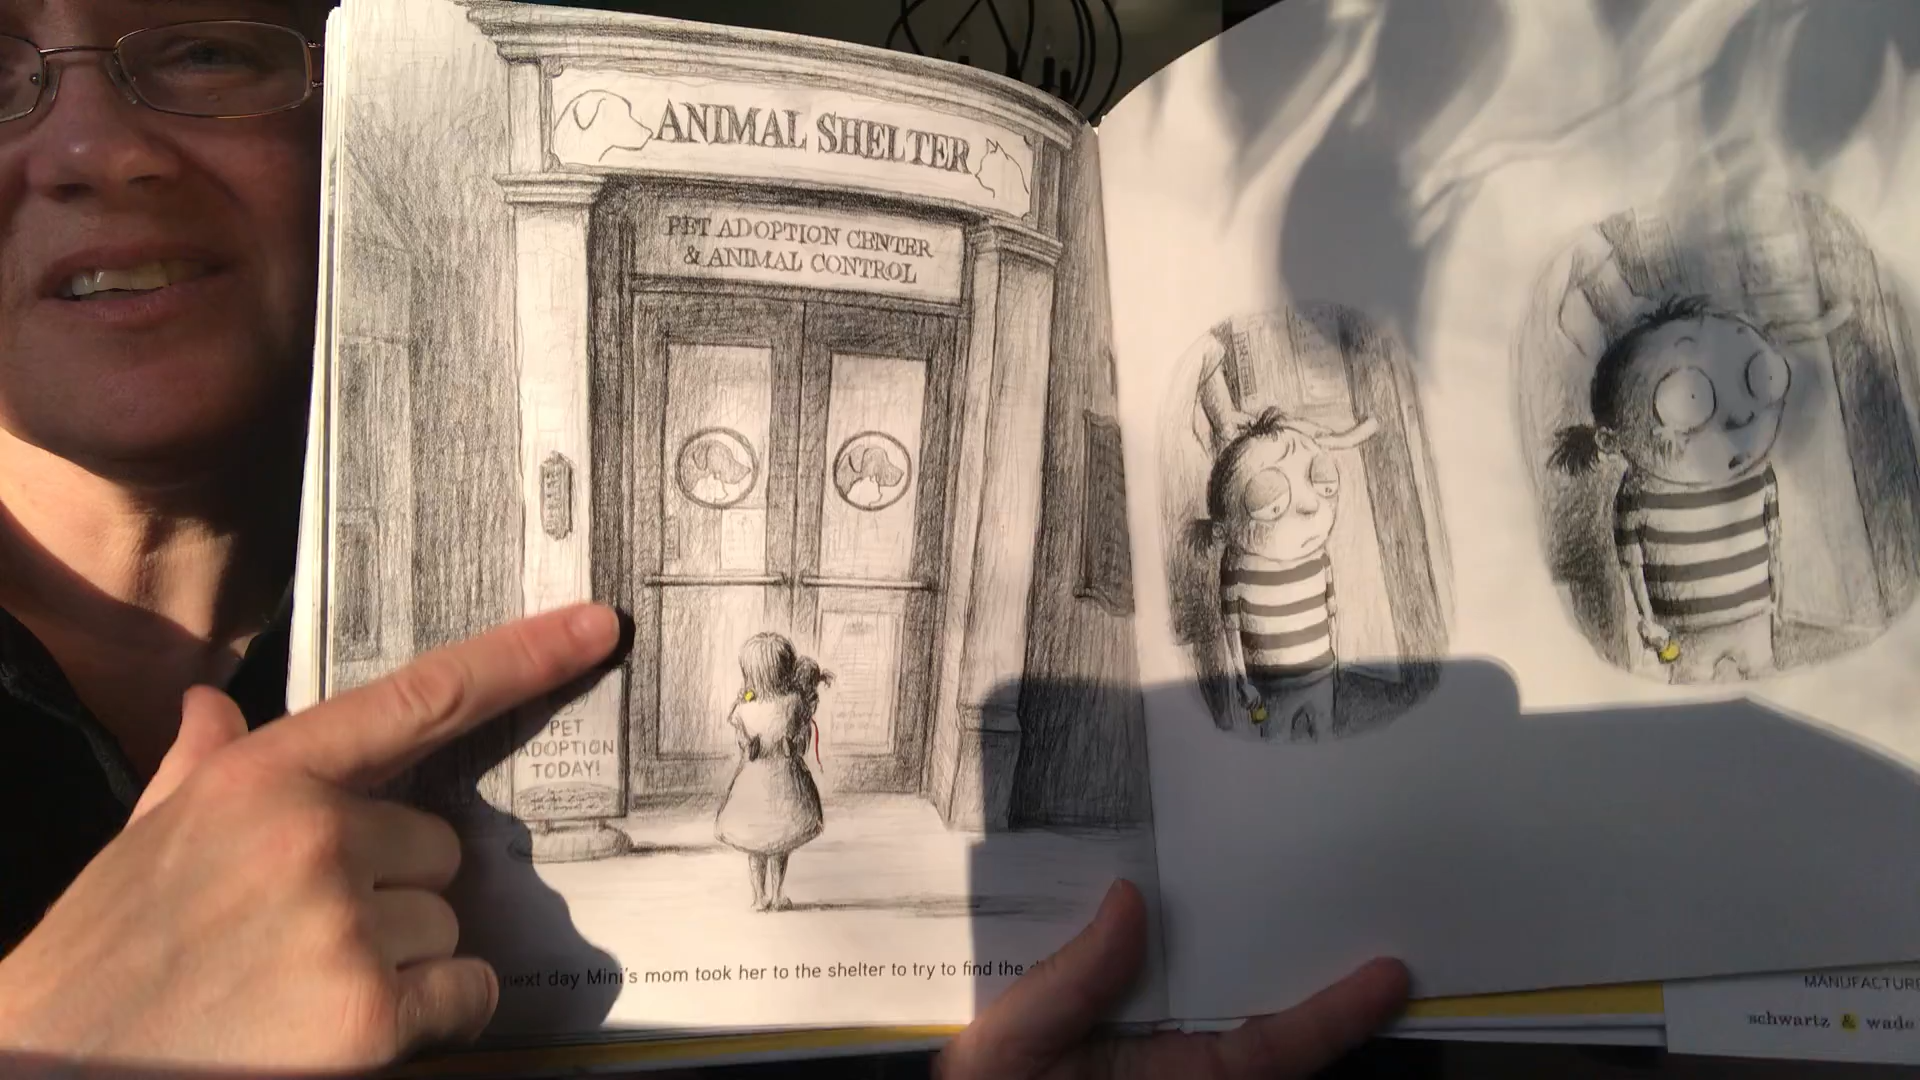 ANIMAL SHELTER
PET ADOPTION CENTER
& ANIMAL CONTROL
PET
ADOPTION
TODAY!
next day Mini's mom took her to the shelter to try to find the
MANUFACTURE
schwartz & wade